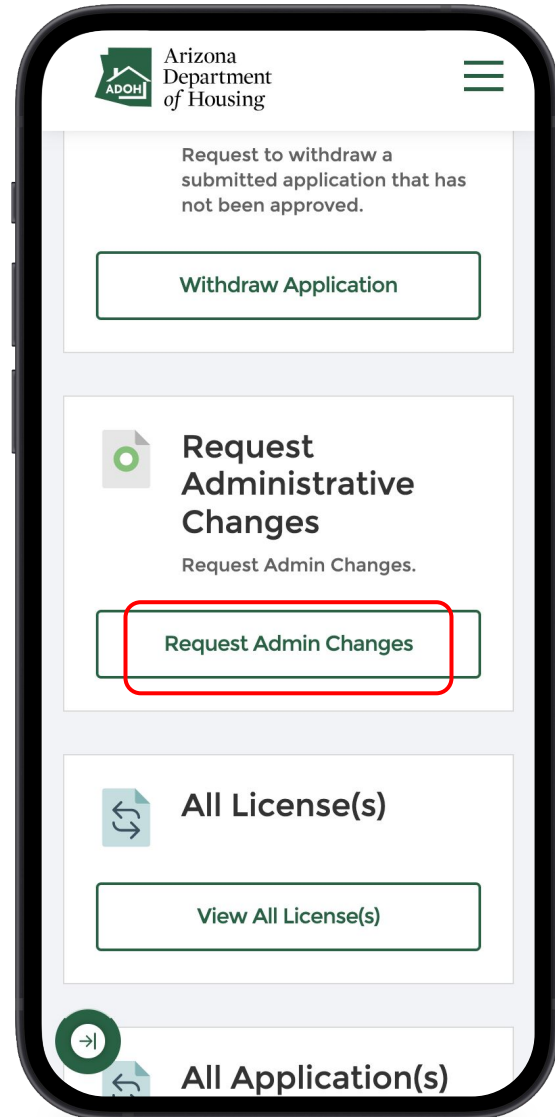 Arizona
Department
of Housing
ADOH
Request to withdraw a
submitted application that has
not been approved.
Withdraw Application
Request
Administrative
Changes
Request Admin Changes.
Request Admin Changes
All License(s)
View All License(s)
All Application(s)